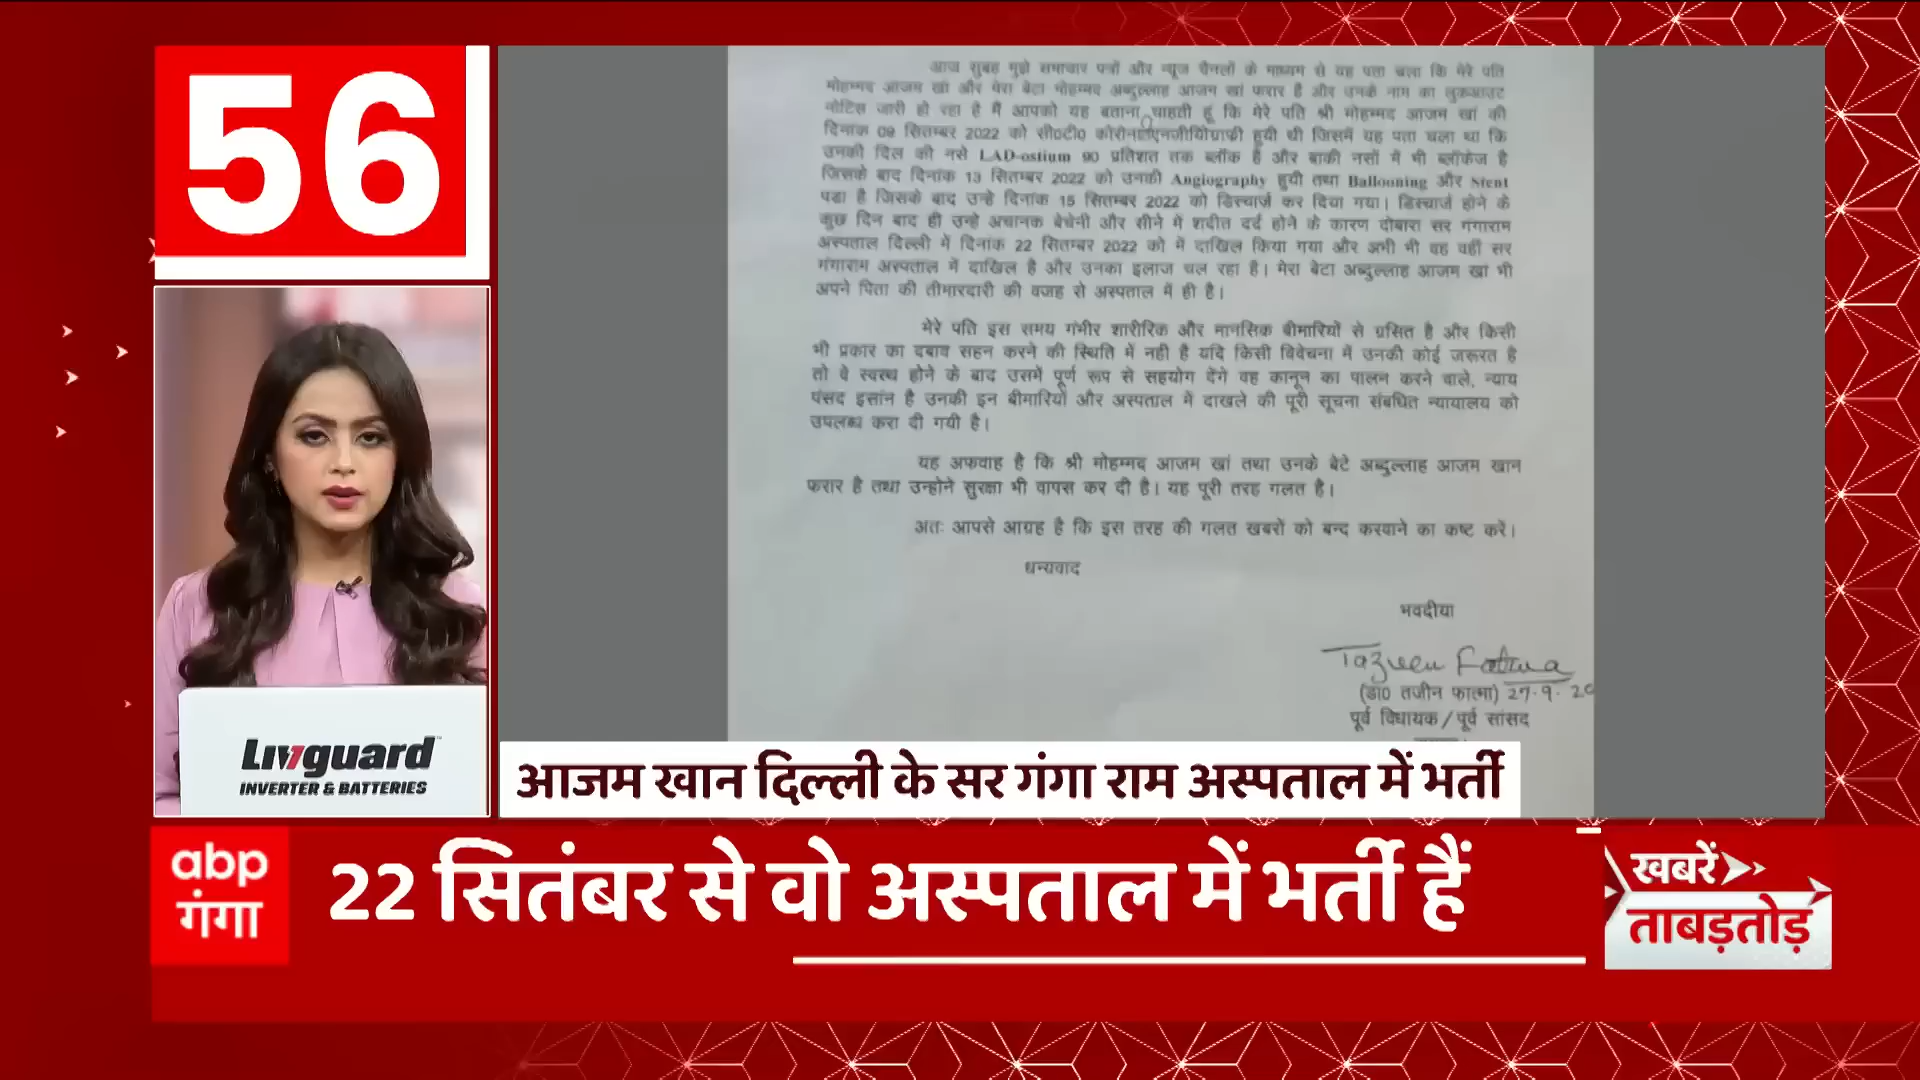 56
आज सुबह मुझे समाचार पत्रों और न्यूज चैनलों के माध्यम से यह पता चला कि मेरे पति
मोहम्मद आजम खां और मेरा बेटा मोहम्मद अब्दुल्लाह आजम खां फरार है और उनके नाम का लुकआउट
नोटिस जारी हो रहा है मैं आपको यह बताना चाहती हूं कि मेरे पति श्री मोहम्मद आजम खां की
दिनांक 09 सितम्बर 2022 को सी0टी0 कोरोनरी एनजीयोग्राफी हुयी थी जिसमें यह पता चला था कि
उनकी दिल की नसे LAD-ostium 90 प्रतिशत तक ब्लॉक है और बाकी नसों में भी ब्लॉकेज है
जिसके बाद दिनांक 13 सितम्बर 2022 को उनकी Angiography हुयी तथा Ballooning और Stent
पडा है जिसके बाद उन्हे दिनांक 15 सितम्बर 2022 को डिस्चार्ज कर दिया गया। डिस्चार्ज होने के
कुछ दिन बाद ही उन्हे अचानक बेचेनी और सीने में शदीत दर्द होने के कारण दोबारा सर गंगाराम
अस्पताल दिल्ली में दिनांक 22 सितम्बर 2022 को में दाखिल किया गया और अभी भी वह वहीं सर
गंगाराम अस्पताल में दाखिल है और उनका इलाज चल रहा है। मेरा बेटा अब्दुल्लाह आजम खां भी
अपने पिता की तीमारदारी की वजह से अस्पताल में ही है।
मेरे पति इस समय गंभीर शारीरिक और मानसिक बीमारियों से ग्रसित है और किसी
भी प्रकार का दबाव सहन करने की स्थिति में नही है यदि किसी विवेचना में उनकी कोई जरूरत है
तो वे स्वस्थ होने के बाद उसमें पूर्ण रूप से सहयोग देंगे वह कानून का पालन करने वाले, न्याय
पंसद इसांन है उनकी इन बीमारियों और अस्पताल में दाखले की पूरी सूचना संबधित न्यायालय को
उपलब्ध करा दी गयी है।
यह अफवाह है कि श्री मोहम्मद आजम खां तथा उनके बेटे अब्दुल्लाह आजम खान
फरार है तथा उन्होने सुरक्षा भी वापस कर दी है। यह पूरी तरह गलत है।
अतः आपसे आग्रह है कि इस तरह की गलत खबरों को बन्द करवाने का कष्ट करें।
धन्यवाद
भवदीया
Tazeen Fatma
(डा0 तजीन फात्मा) 27.9.20
पूर्व विधायक/पूर्व सांसद
Livguard
INVERTER & BATTERIES
आजम खान दिल्ली के सर गंगा राम अस्पताल में भर्ती
abp
गंगा
22 सितंबर से वो अस्पताल में भर्ती हैं
खबरें
ताबड़तोड़